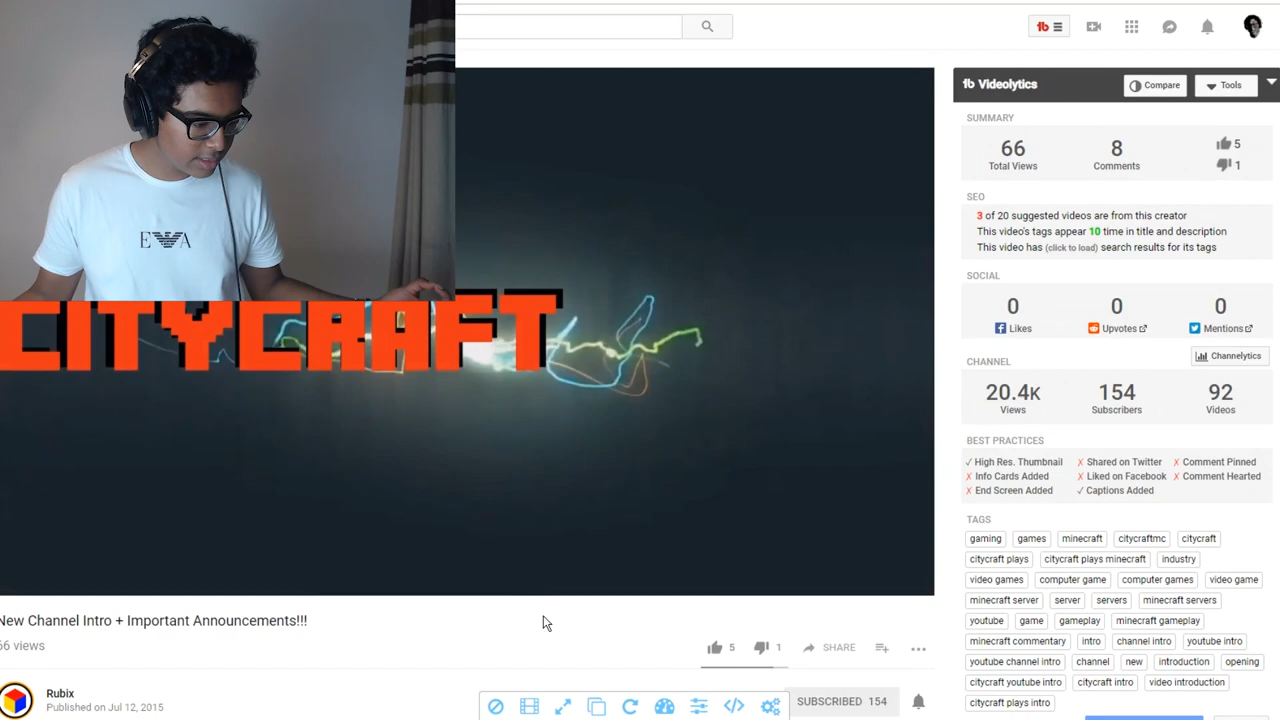 E A
CITYCRAFT
New Channel Intro + Important Announcements!!!
66 views
5
1
SHARE
Rubix
Published on Jul 12, 2015
SUBSCRIBED 154
tb
tb Videolytics
Compare
Tools
SUMMARY
66
8
5
Total Views
Comments
1
SEO
3 of 20 suggested videos are from this creator
This video's tags appear 10 time in title and description
This video has (click to load) search results for its tags
SOCIAL
0
0
0
Likes
Upvotes
Mentions
CHANNEL
Channelytics
20.4K
154
92
Views
Subscribers
Videos
BEST PRACTICES
✓ High Res. Thumbnail
✗ Shared on Twitter
✗ Comment Pinned
✗ Info Cards Added
✗ Liked on Facebook
✗ Comment Hearted
✗ End Screen Added
✓ Captions Added
TAGS
gaming games minecraft citycraftmc citycraft
citycraft plays citycraft plays minecraft industry
video games computer game computer games video game
minecraft server server servers minecraft servers
youtube game gameplay minecraft gameplay
minecraft commentary intro channel intro youtube intro
youtube channel intro channel new introduction opening
citycraft youtube intro citycraft intro video introduction
citycraft plays intro